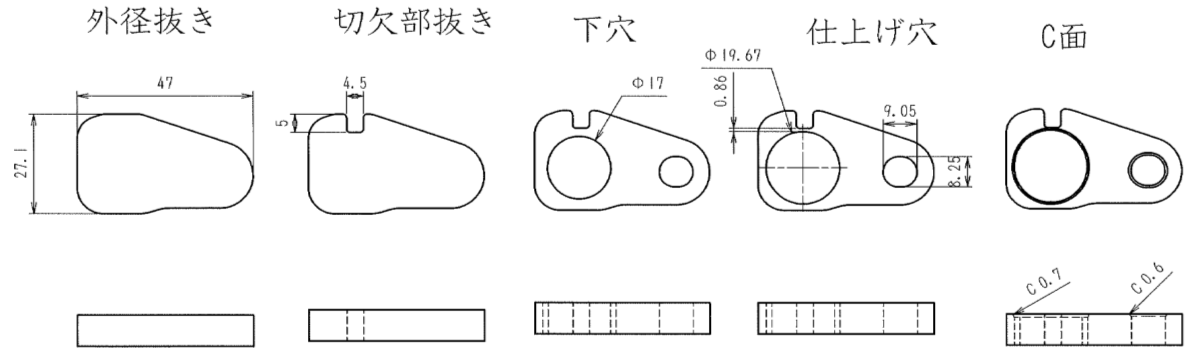 外径抜き
切欠部抜き
下穴
仕上げ穴
C面
47
27.1
4.5
5
Φ17
Φ19.67
0.86
9.05
8.25
C0.7
C0.6